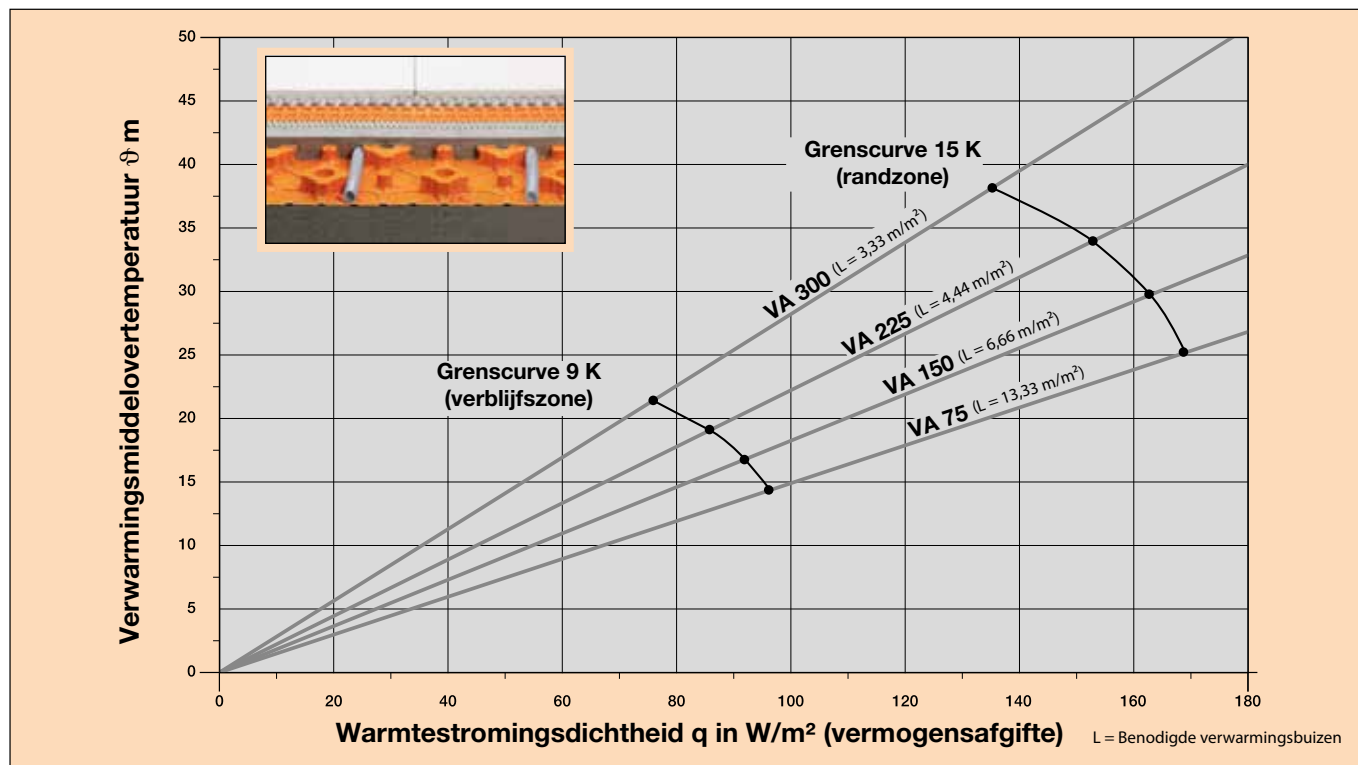 50
45
40
35
30
25
20
15
10
5
0
Verwarmingsmiddelovertemperatuur ϑ m
Grenscurve 15 K
(randzone)
Grenscurve 9 K
(verblijfszone)
VA 300 (L = 3,33 m/m²)
VA 225 (L = 4,44 m/m²)
VA 150 (L = 6,66 m/m²)
VA 75 (L = 13,33 m/m²)
0 20 40 60 80 100 120 140 160 180
Warmtestromingsdichtheid q in W/m² (vermogensafgifte)
L = Benodigde verwarmingsbuizen